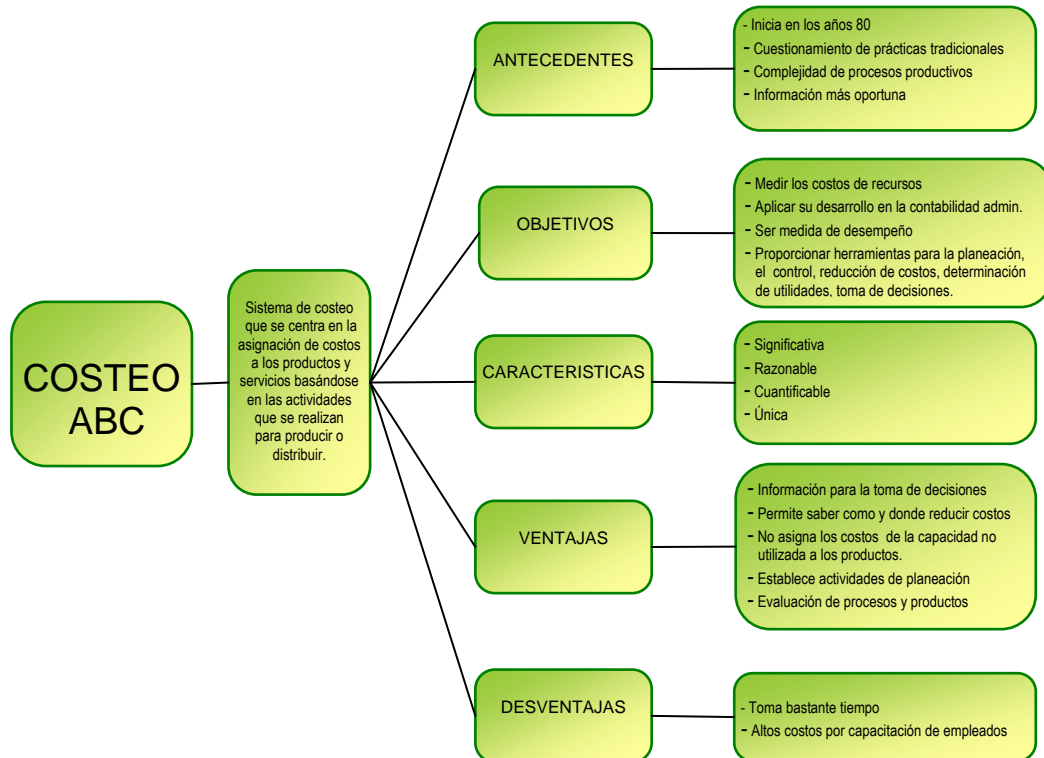 COSTEO
ABC
Sistema de costeo
que se centra en la
asignación de costos
a los productos y
servicios basándose
en las actividades
que se realizan
para producir o
distribuir.
ANTECEDENTES
- Inicia en los años 80
- Cuestionamiento de prácticas tradicionales
- Complejidad de procesos productivos
- Información más oportuna
OBJETIVOS
- Medir los costos de recursos
- Aplicar su desarrollo en la contabilidad admin.
- Ser medida de desempeño
- Proporcionar herramientas para la planeación,
el control, reducción de costos, determinación
de utilidades, toma de decisiones.
CARACTERISTICAS
- Significativa
- Razonable
- Cuantificable
- Única
VENTAJAS
- Información para la toma de decisiones
- Permite saber como y donde reducir costos
- No asigna los costos de la capacidad no
utilizada a los productos.
- Establece actividades de planeación
- Evaluación de procesos y productos
DESVENTAJAS
- Toma bastante tiempo
- Altos costos por capacitación de empleados